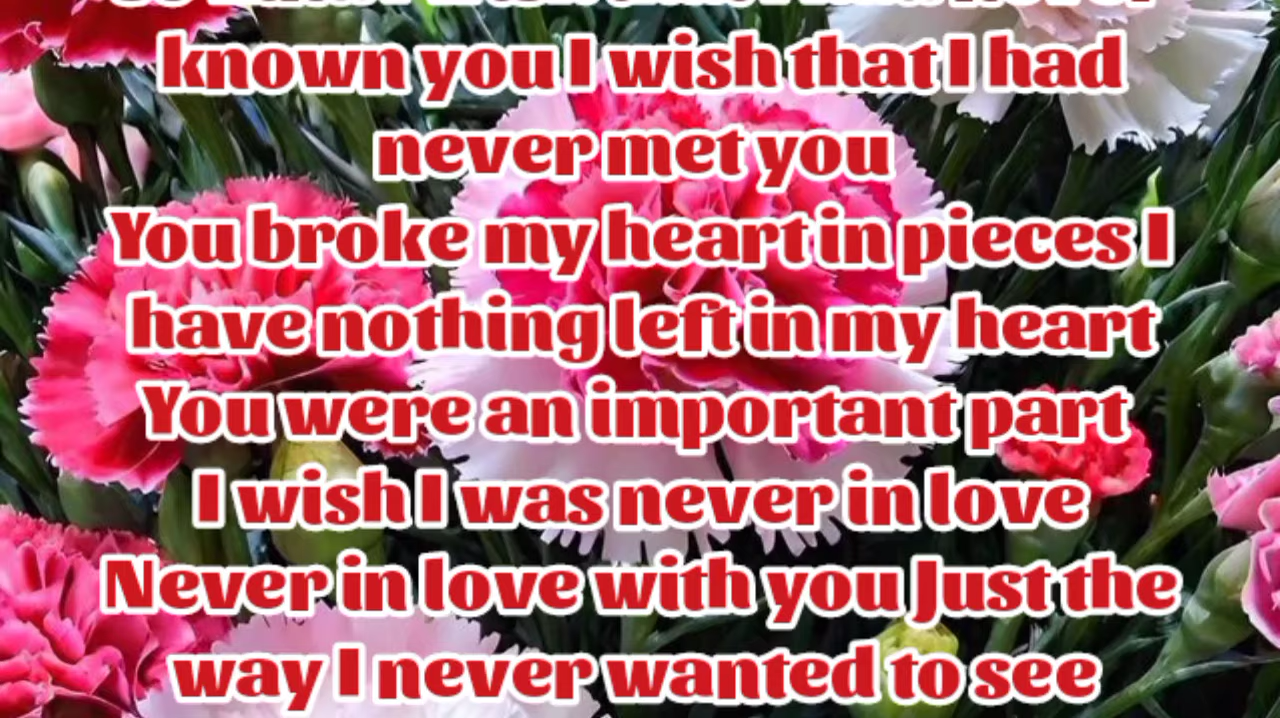 known you I wish that I had
never met you
You broke my heart in pieces I
have nothing left in my heart
You were an important part
I wish I was never in love
Never in love with you Just the
way I never wanted to see